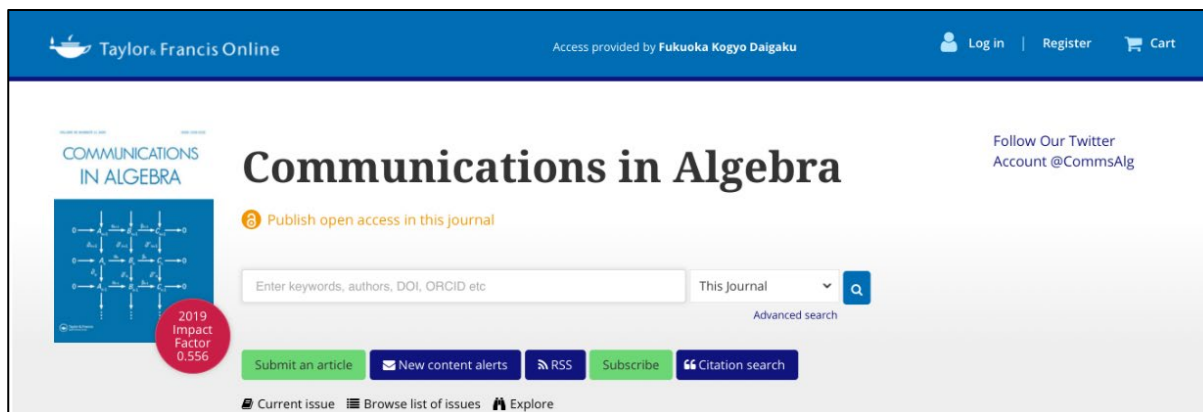 Taylor & Francis Online
Access provided by Fukuoka Kogyo Daigaku
Log in | Register Cart
COMMUNICATIONS
IN ALGEBRA
2019
Impact
Factor
0.556
Communications in Algebra
Publish open access in this journal
Enter keywords, authors, DOI, ORCID etc
This Journal
Advanced search
Submit an article
New content alerts
RSS
Subscribe
Citation search
Current issue Browse list of issues Explore
Follow Our Twitter
Account @CommsAlg